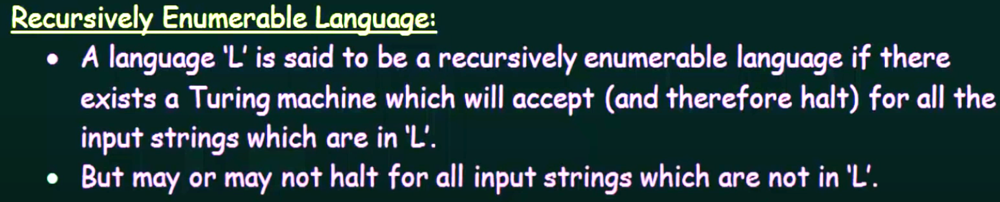 Recursively Enumerable Language:
• A language 'L' is said to be a recursively enumerable language if there
exists a Turing machine which will accept (and therefore halt) for all the
input strings which are in 'L'.
• But may or may not halt for all input strings which are not in 'L'.